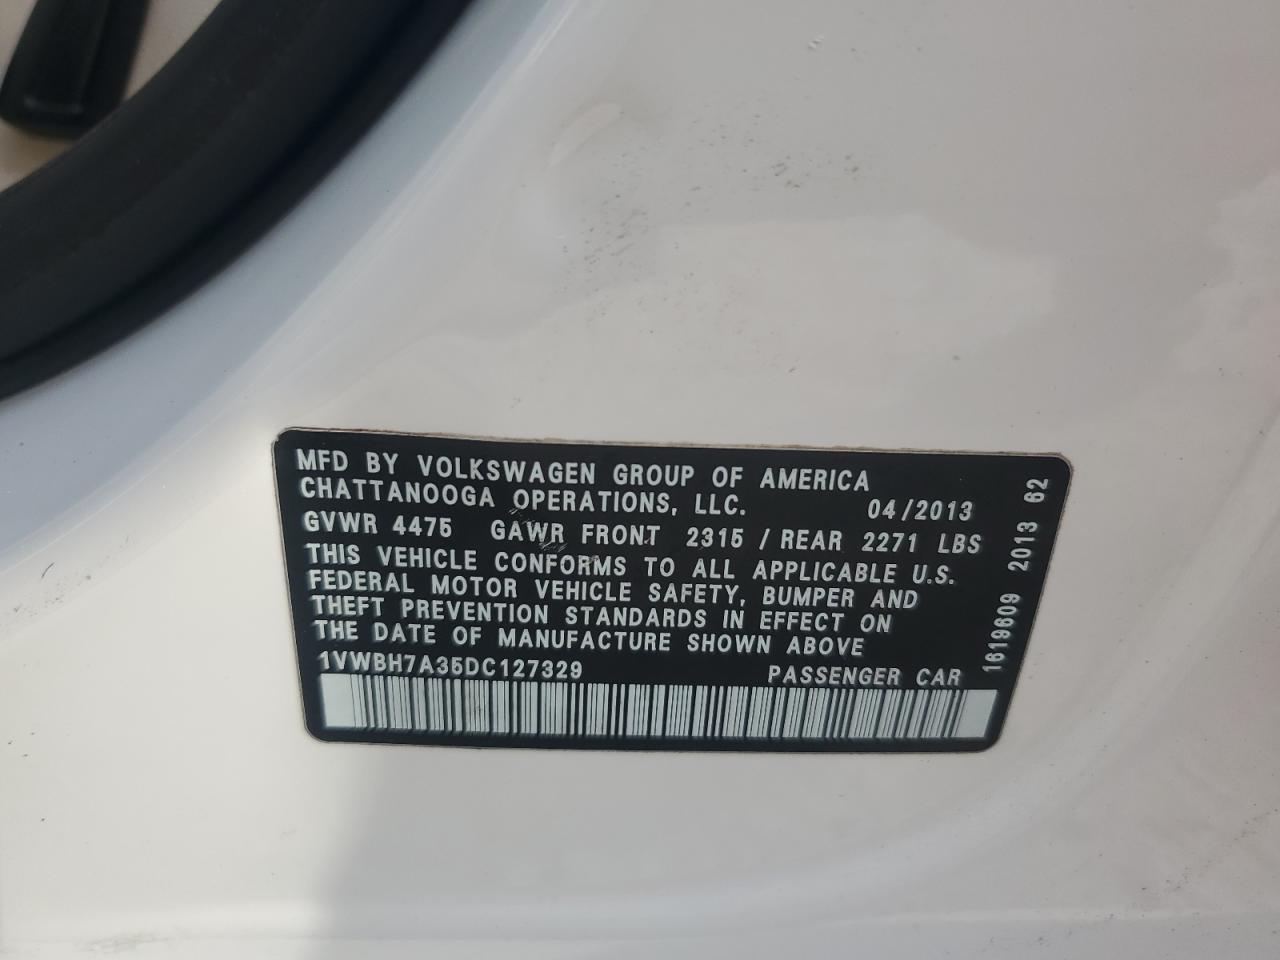 MFD BY VOLKSWAGEN GROUP OF AMERICA
CHATTANOOGA OPERATIONS, LLC. 04/2013
GVWR 4475 GAWR FRONT 2315 / REAR 2271 LBS
THIS VEHICLE CONFORMS TO ALL APPLICABLE U.S.
FEDERAL MOTOR VEHICLE SAFETY, BUMPER AND
THEFT PREVENTION STANDARDS IN EFFECT ON
THE DATE OF MANUFACTURE SHOWN ABOVE
1VWBH7A35DC127329 PASSENGER CAR
1619609 2013 62